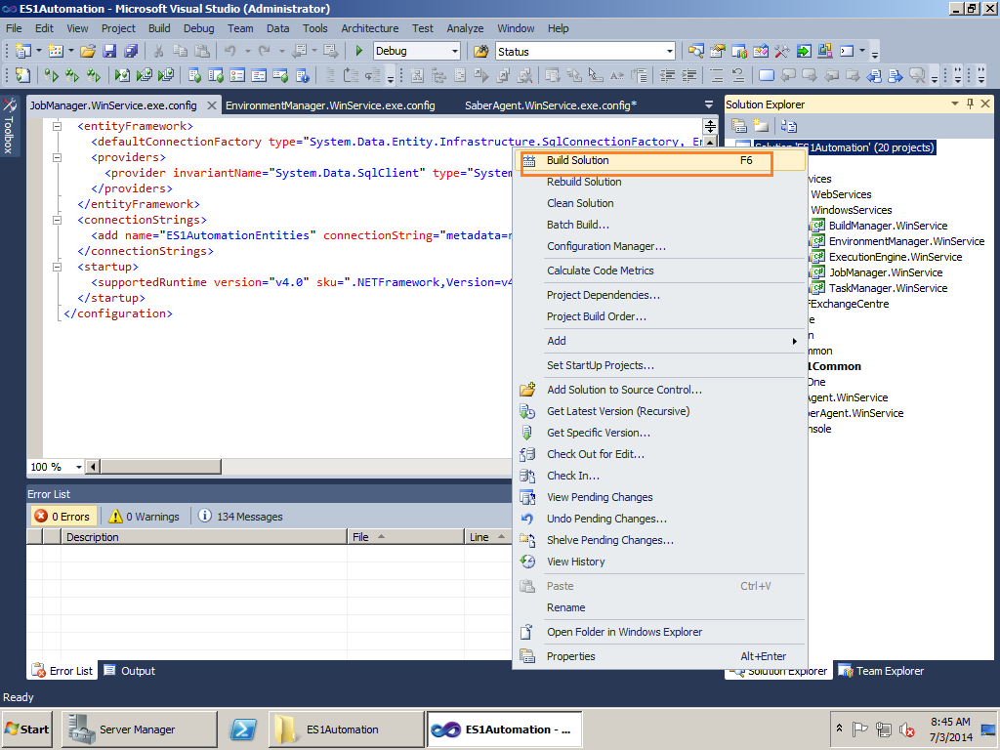 ES1Automation - Microsoft Visual Studio (Administrator)
File Edit View Project Build Debug Team Data Tools Architecture Test Analyze Window Help
Debug Status
Toolbox
JobManager.WinService.exe.config EnvironmentManager.WinService.exe.config SaberAgent.WinService.exe.config*
<entityFramework>
<defaultConnectionFactory type="System.Data.Entity.Infrastructure.SqlConnectionFactory, En
<providers>
<provider invariantName="System.Data.SqlClient" type="System
</providers>
</entityFramework>
<connectionStrings>
<add name="ES1AutomationEntities" connectionString="metadata=r
</connectionStrings>
<startup>
<supportedRuntime version="v4.0" sku=".NETFramework,Version=v4
</startup>
</configuration>
100 %
Build Solution F6
Rebuild Solution
Clean Solution
Batch Build...
Configuration Manager...
Calculate Code Metrics
Project Dependencies...
Project Build Order...
Add
Set StartUp Projects...
Add Solution to Source Control...
Get Latest Version (Recursive)
Get Specific Version...
Check Out for Edit...
Check In...
View Pending Changes
Undo Pending Changes...
Shelve Pending Changes...
View History
Paste Ctrl+V
Rename
Open Folder in Windows Explorer
Properties Alt+Enter
Solution Explorer
Solution 'ES1Automation' (20 projects)
vices
WebServices
WindowsServices
BuildManager.WinService
EnvironmentManager.WinService
ExecutionEngine.WinService
JobManager.WinService
TaskManager.WinService
fExchangeCentre
e
n
mmon
1Common
One
Agent.WinService
erAgent.WinService
nsole
Solution Explorer Team Explorer
Error List
0 Errors 0 Warnings 134 Messages
Description File Line
Error List Output
Ready
Start Server Manager ES1Automation ES1Automation - ...
8:45 AM
7/3/2014